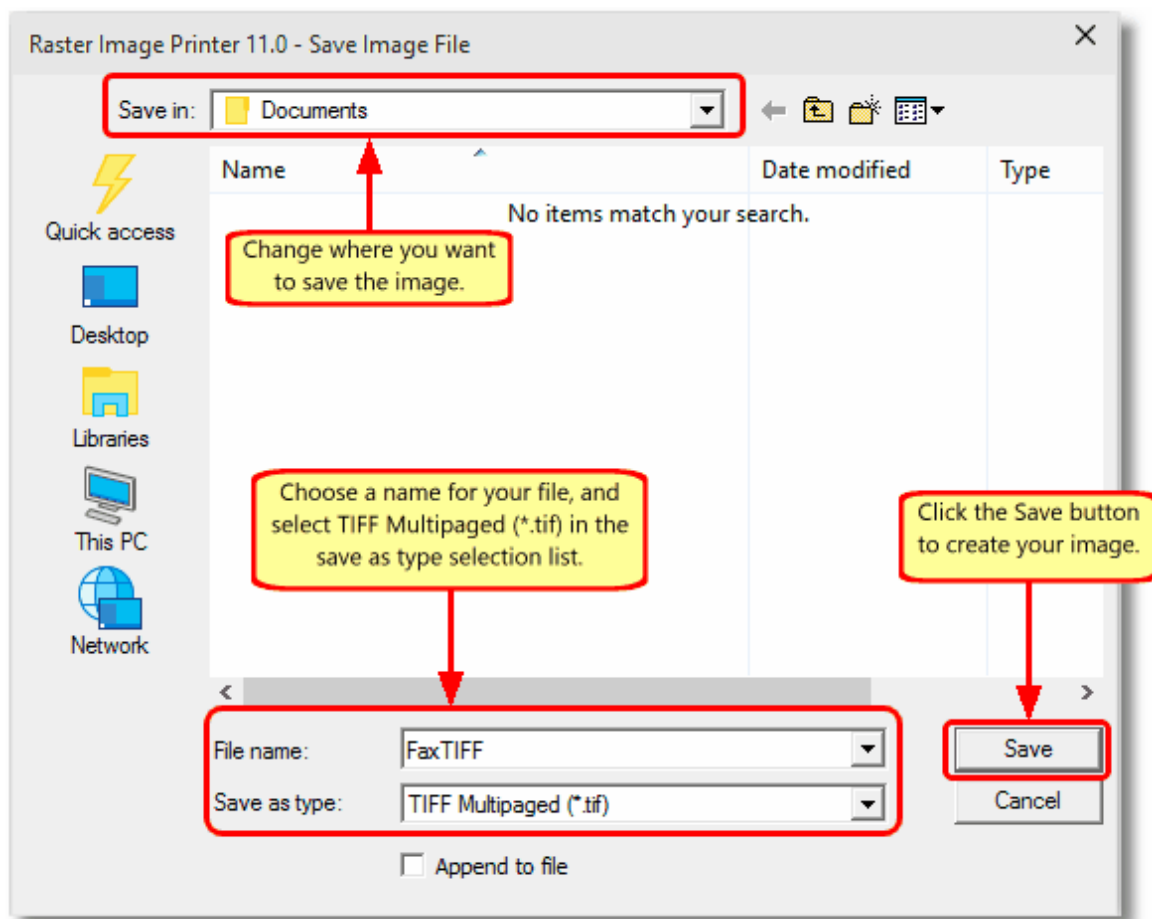 Raster Image Printer 11.0 - Save Image File
Save in:
Documents
Name
Date modified
Type
No items match your search.
Quick access
Desktop
Libraries
This PC
Network
Change where you want
to save the image.
Choose a name for your file, and
select TIFF Multipaged (*.tif) in the
save as type selection list.
Click the Save button
to create your image.
File name:
FaxTIFF
Save
Save as type:
TIFF Multipaged (*.tif)
Cancel
Append to file